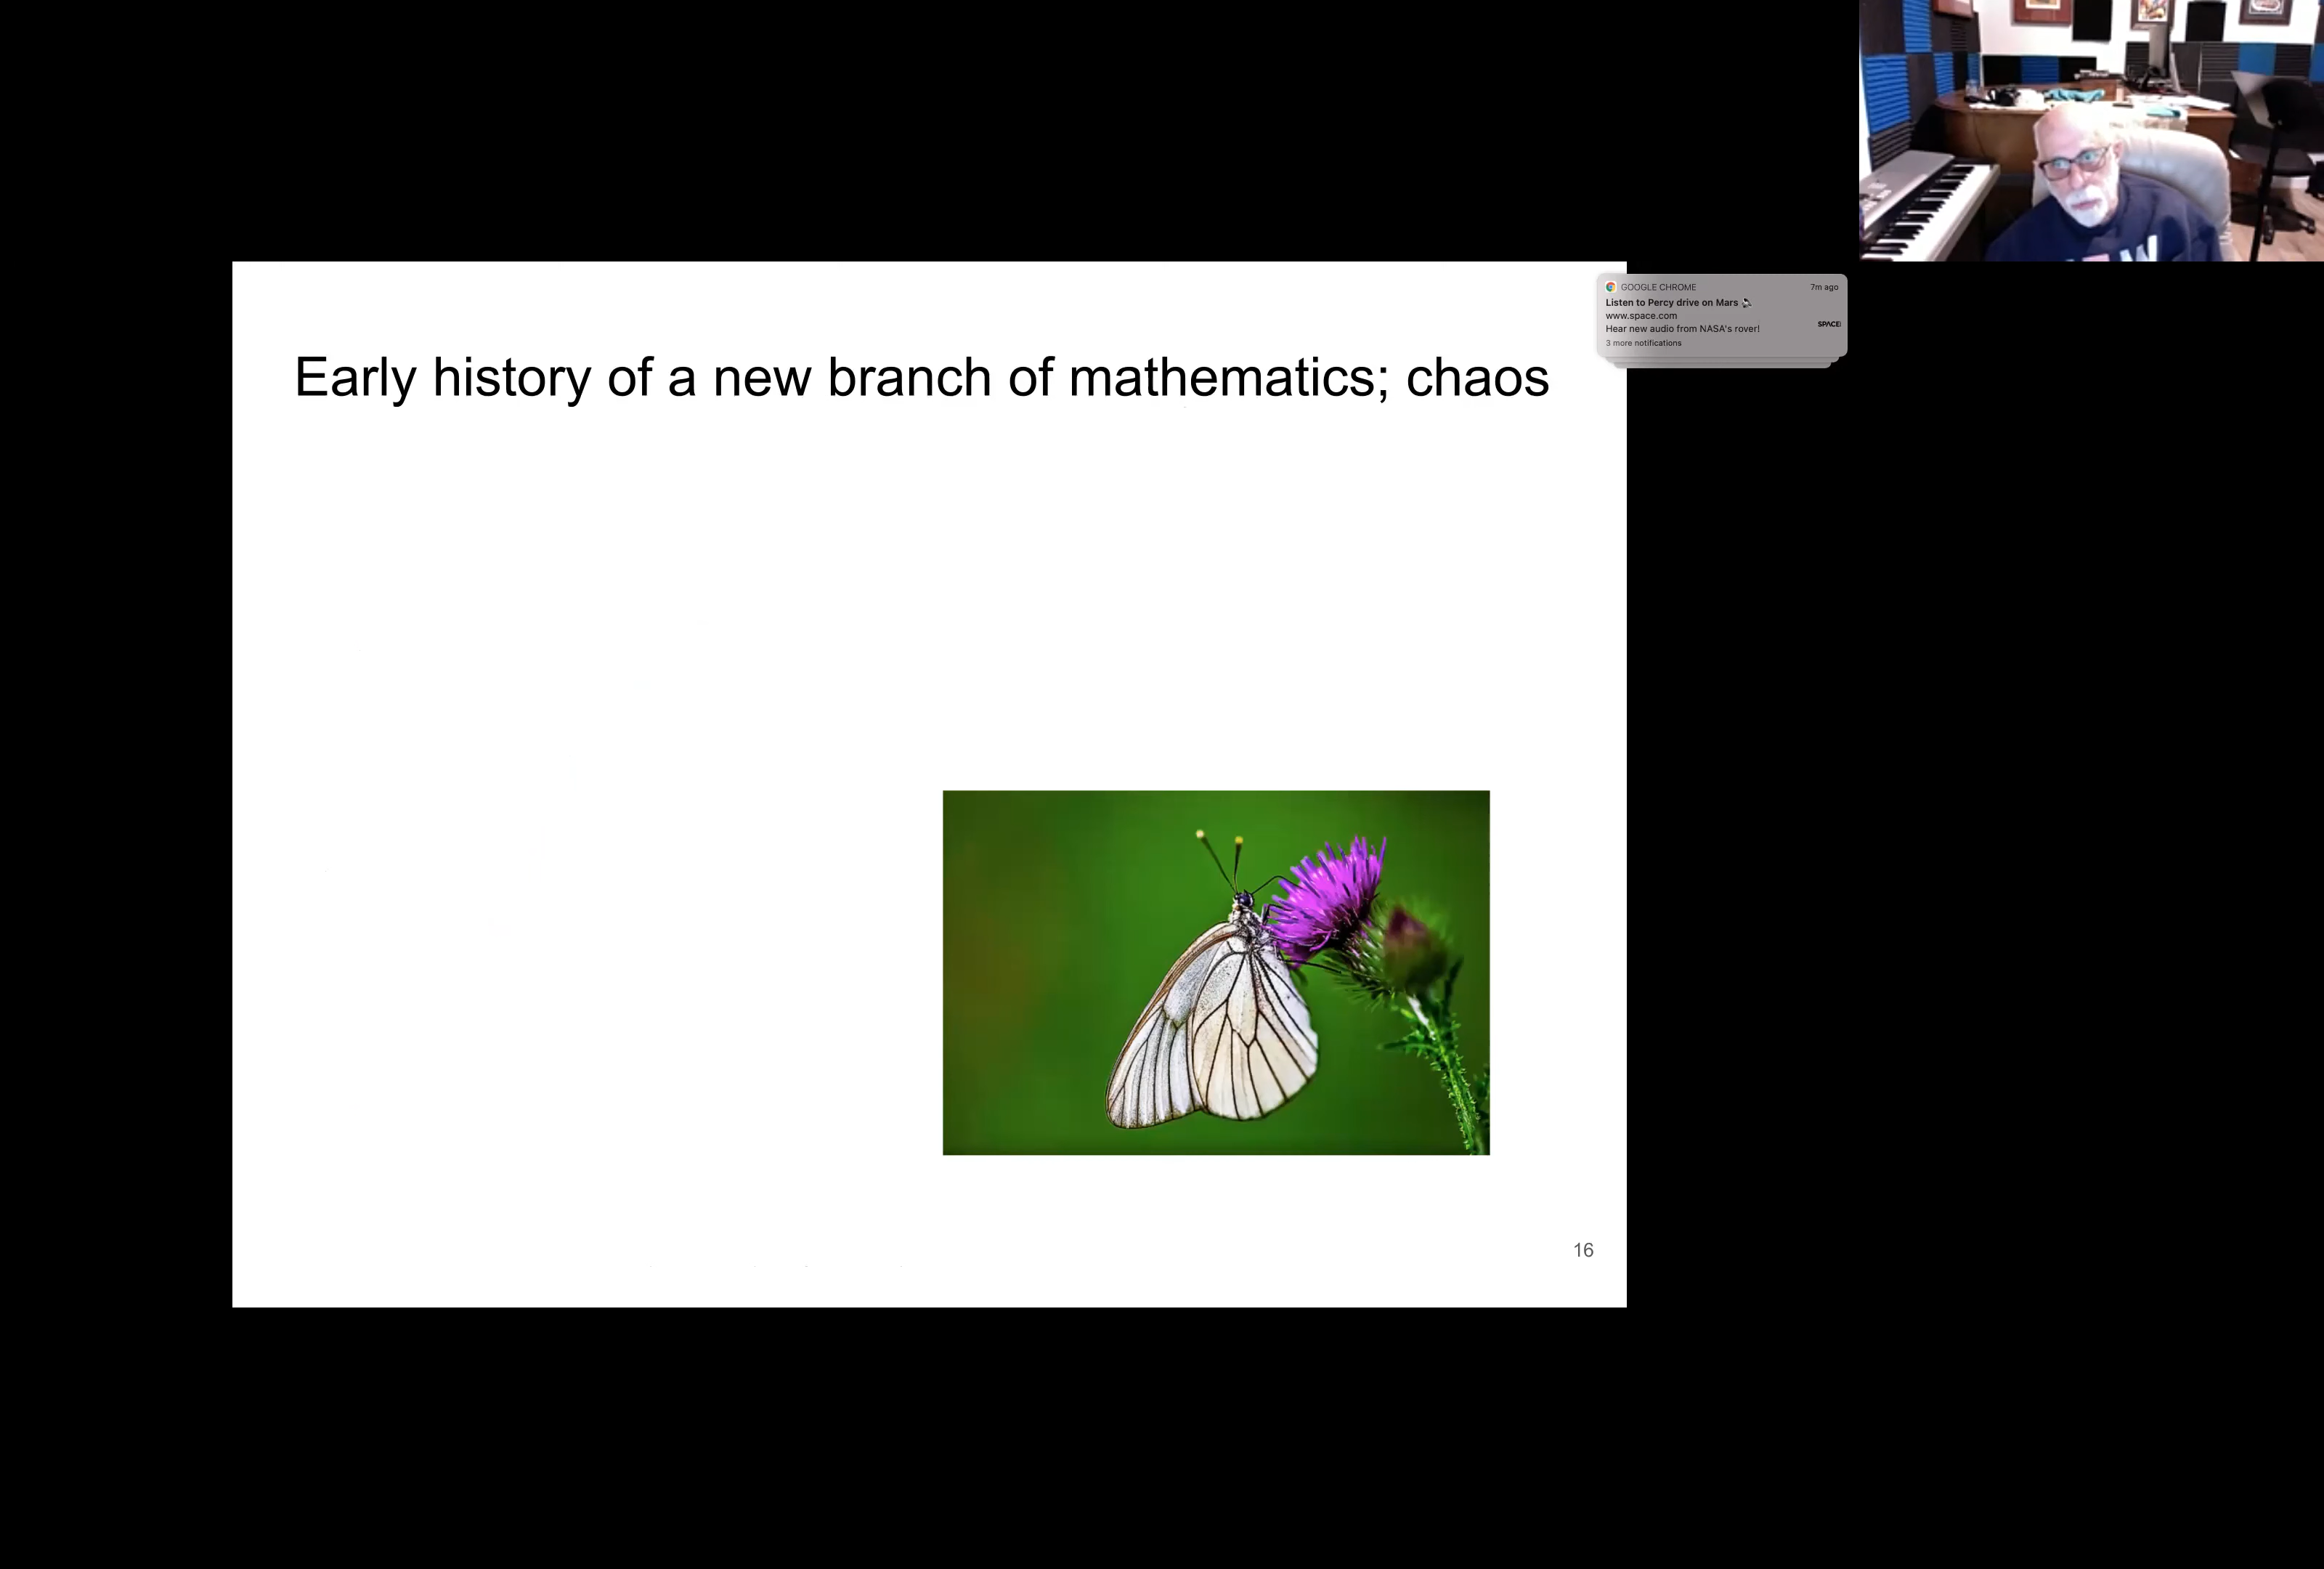 Early history of a new branch of mathematics; chaos
GOOGLE CHROME 7m ago
Listen to Percy drive on Mars 🔊
www.space.com
Hear new audio from NASA's rover!
SPACE
3 more notifications
16